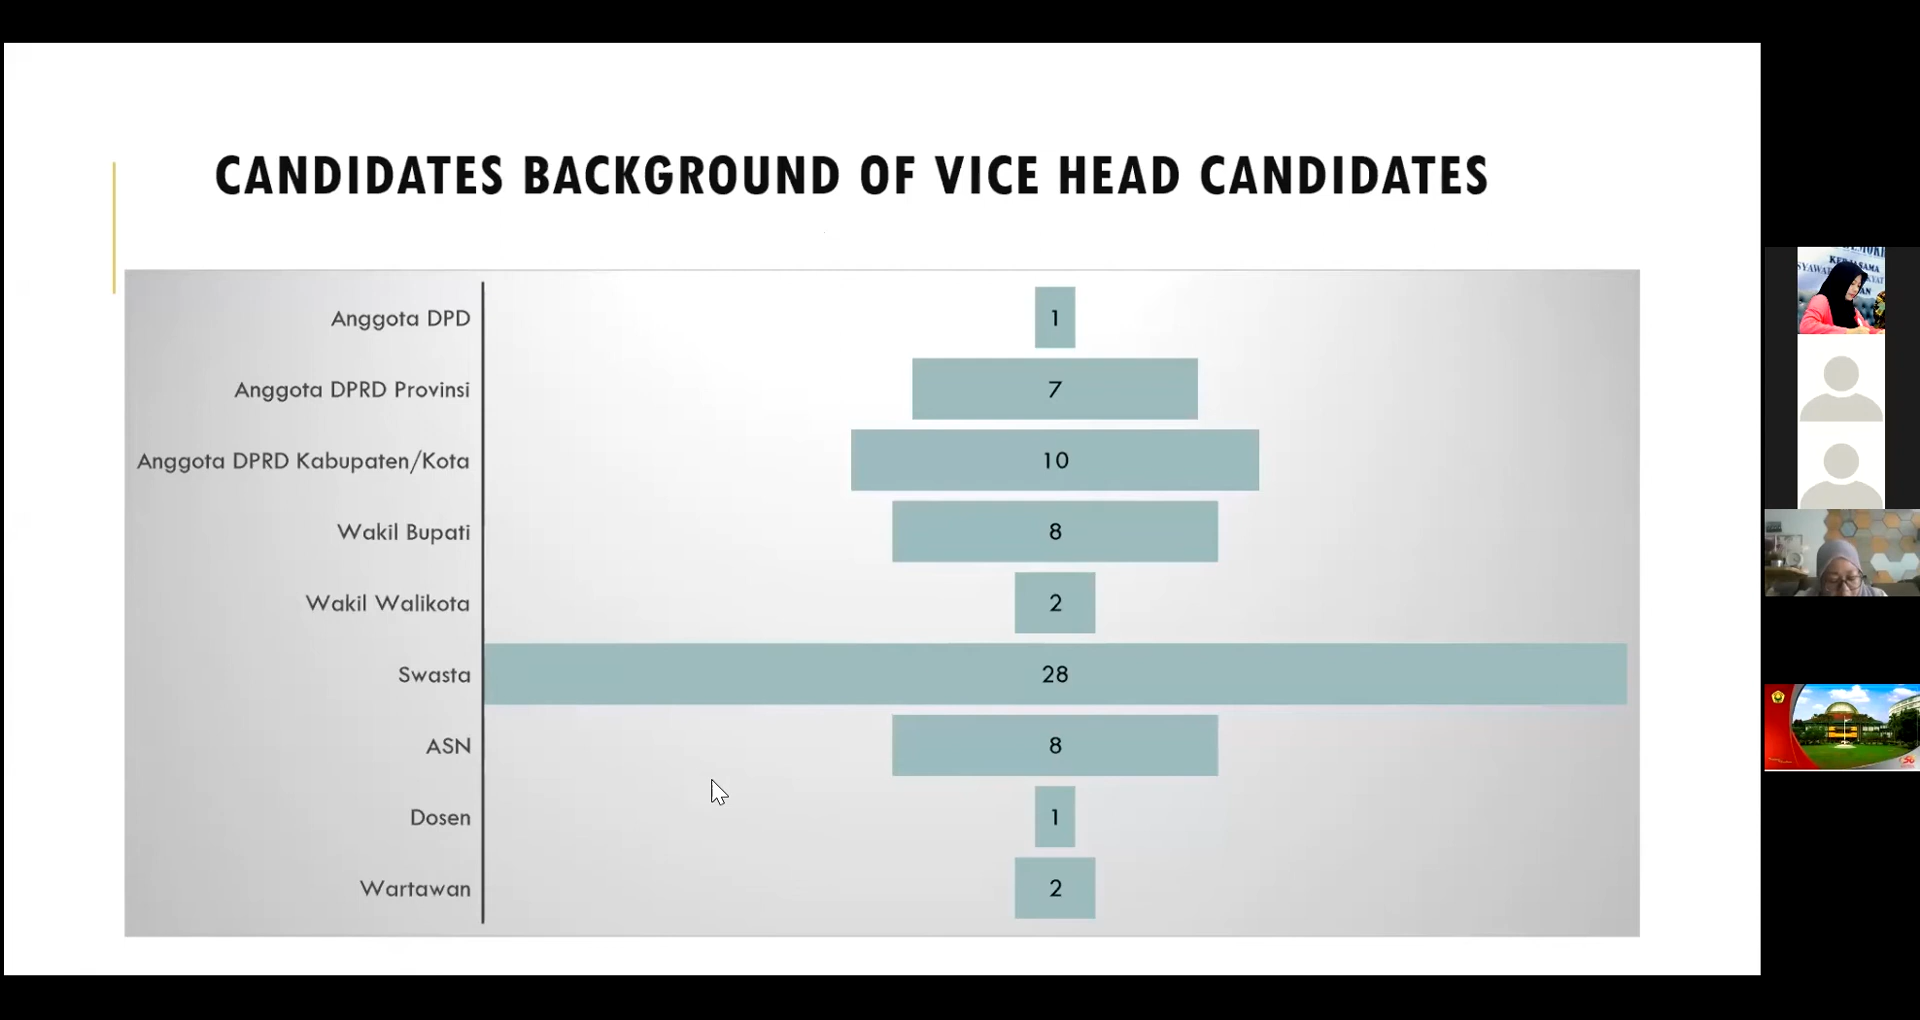 CANDIDATES BACKGROUND OF VICE HEAD CANDIDATES
Anggota DPD 1
Anggota DPRD Provinsi 7
Anggota DPRD Kabupaten/Kota 10
Wakil Bupati 8
Wakil Walikota 2
Swasta 28
ASN 8
Dosen 1
Wartawan 2